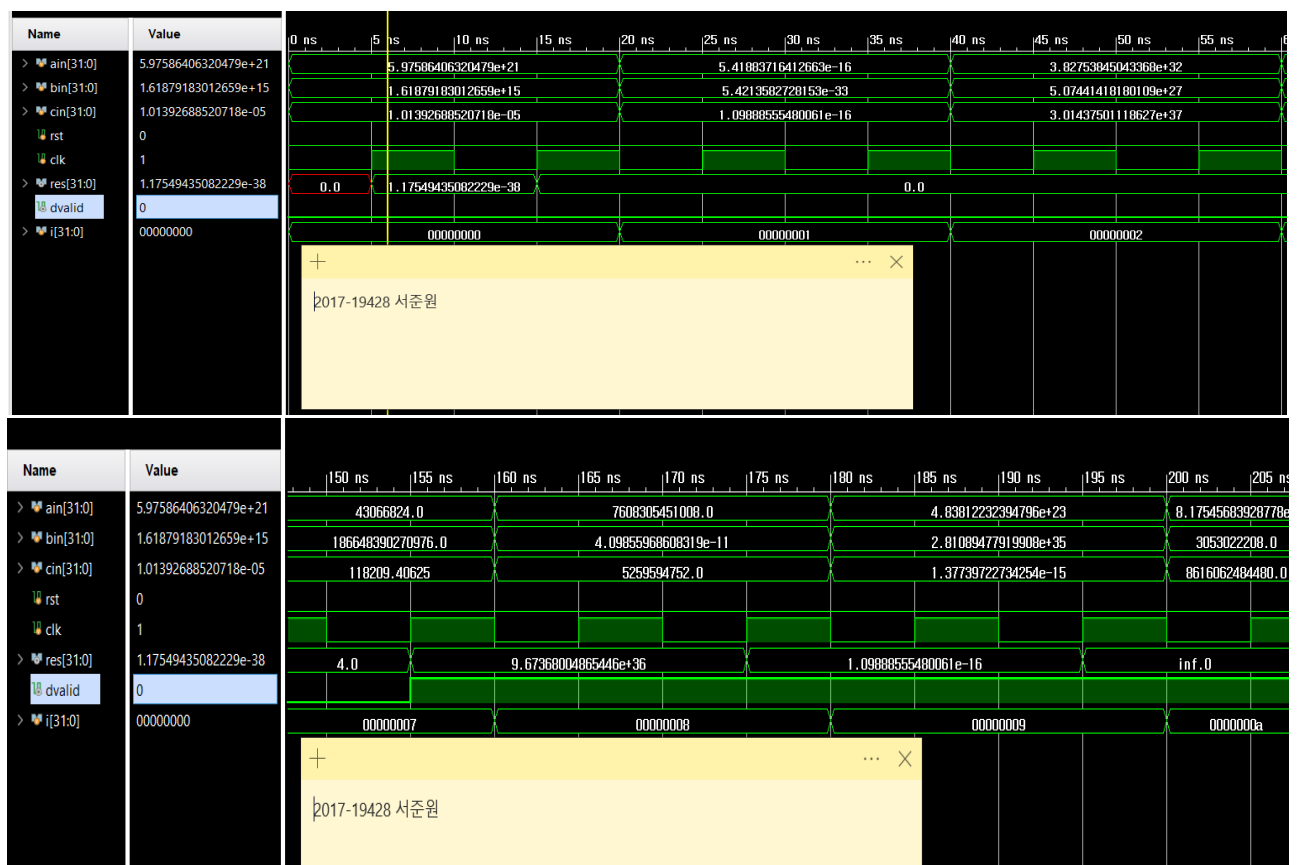 Name Value 0 ns 5 ns 10 ns 15 ns 20 ns 25 ns 30 ns 35 ns 40 ns 45 ns 50 ns 55 ns
ain[31:0] 5.97586406320479e+21 5.97586406320479e+21 5.41883716412663e-16 3.82753845043368e+32
bin[31:0] 1.61879183012659e+15 1.61879183012659e+15 5.4213582728153e-33 5.07441418180109e+27
cin[31:0] 1.01392688520718e-05 1.01392688520718e-05 1.09888555480061e-16 3.01437501118627e+37
rst 0
clk 1
res[31:0] 1.17549435082229e-38 0.0 1.17549435082229e-38 0.0
dvalid 0
i[31:0] 00000000 00000000 00000001 00000002
2017-19428 서준원
Name Value 150 ns 155 ns 160 ns 165 ns 170 ns 175 ns 180 ns 185 ns 190 ns 195 ns 200 ns 205 ns
ain[31:0] 5.97586406320479e+21 43066824.0 7608305451008.0 4.83812232394796e+23 8.17545683928778e
bin[31:0] 1.61879183012659e+15 186648390270976.0 4.09855968608319e-11 2.81089477919908e+35 3053022208.0
cin[31:0] 1.01392688520718e-05 118209.40625 5259594752.0 1.37739722734254e-15 8616062484480.0
rst 0
clk 1
res[31:0] 1.17549435082229e-38 4.0 9.67368004865446e+36 1.09888555480061e-16 inf.0
dvalid 0
i[31:0] 00000000 00000007 00000008 00000009 0000000a
2017-19428 서준원